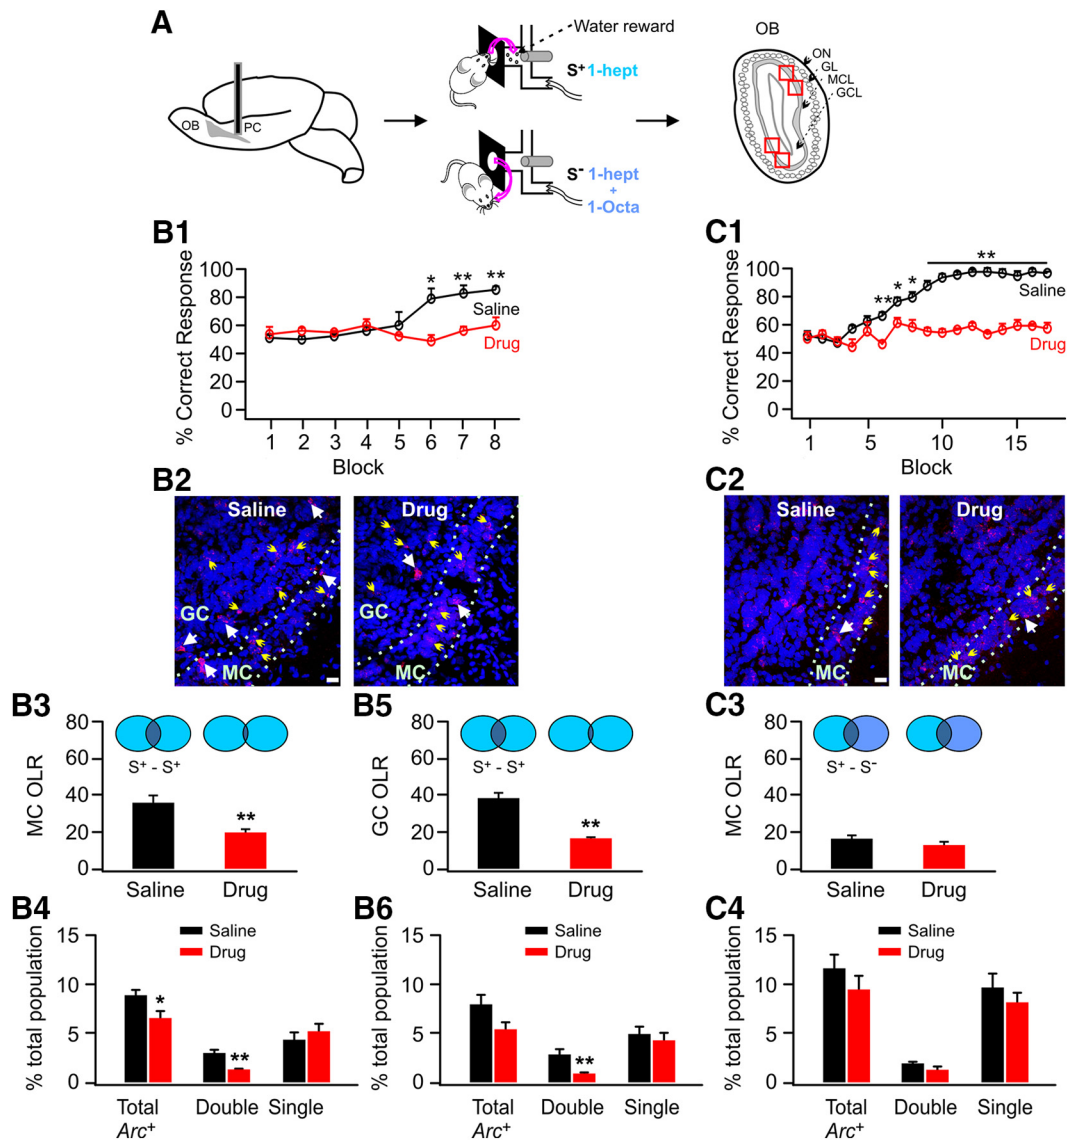 A
OB
PC
Water reward
S+ 1-hept
S- 1-hept
+
1-Octa
OB
ON
GL
MCL
GCL
B1
% Correct Response
100
80
60
40
20
0
* ** **
Saline
Drug
1 2 3 4 5 6 7 8
Block
C1
% Correct Response
100
80
60
40
20
0
** * * **
Saline
Drug
1 5 10 15
Block
B2
Saline
GC
MC
Drug
GC
MC
C2
Saline
MC
Drug
MC
B3
MC OLR
80
60
40
20
0
S+ - S+
**
Saline Drug
B5
GC OLR
80
60
40
20
0
S+ - S+
**
Saline Drug
C3
MC OLR
80
60
40
20
0
S+ - S-
Saline Drug
B4
% total population
15
10
5
0
Saline
Drug
* **
Total Double Single
Arc+
B6
% total population
15
10
5
0
Saline
Drug
**
Total Double Single
Arc+
C4
% total population
15
10
5
0
Saline
Drug
Total Double Single
Arc+